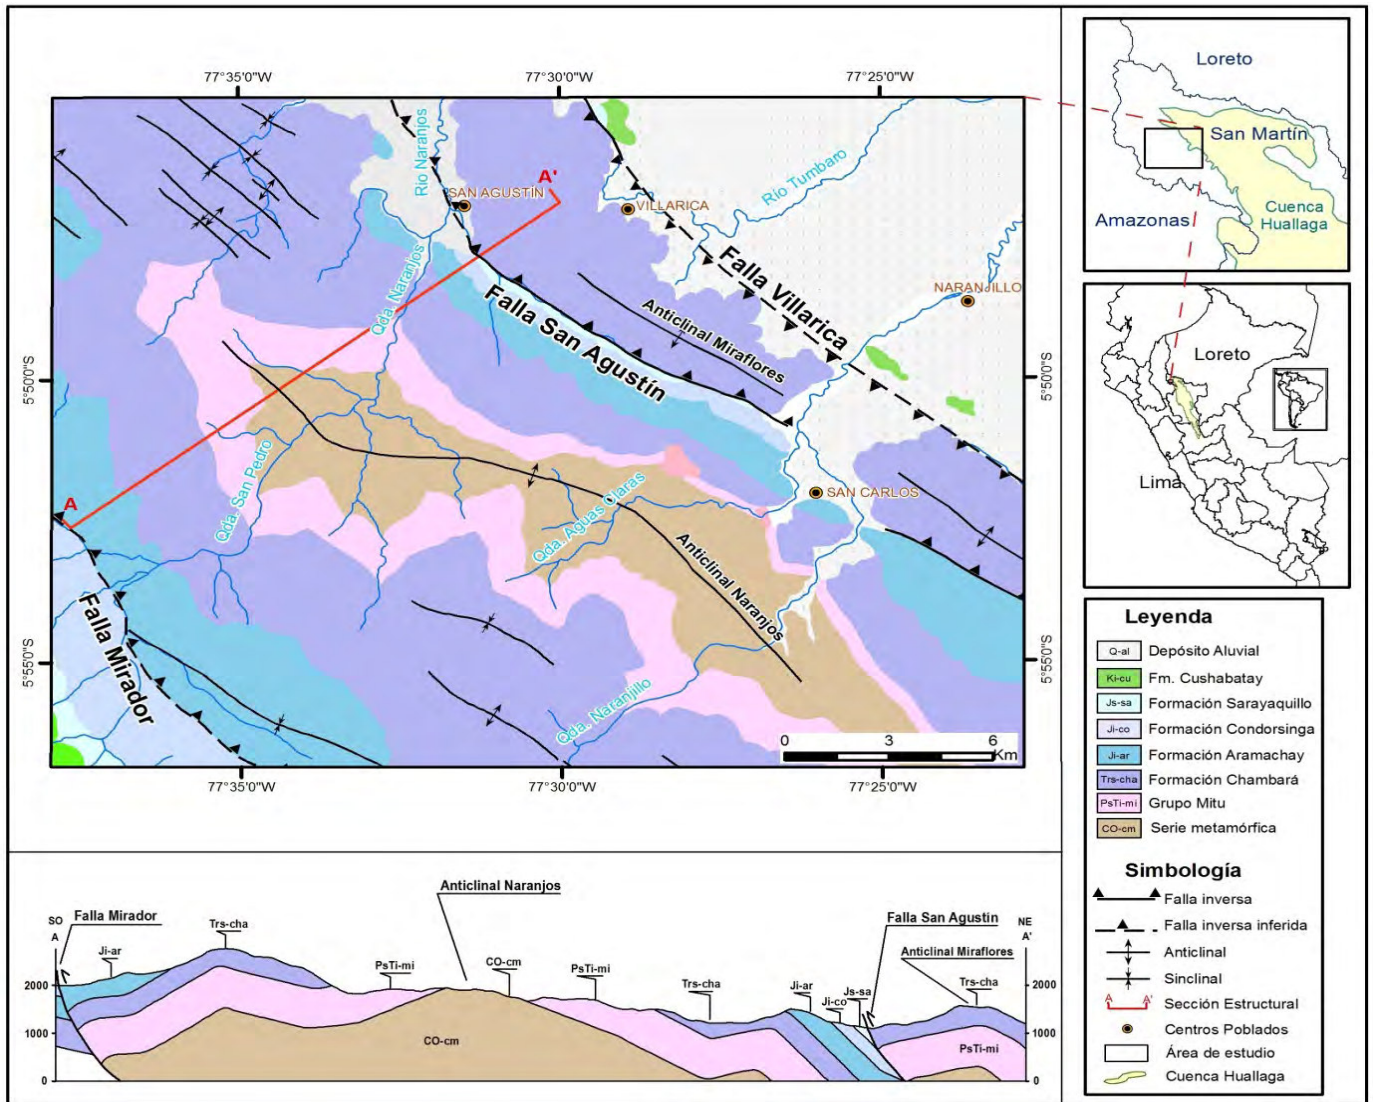 77°35'0"W
77°30'0"W
77°25'0"W
5°50'0"S
5°55'0"S
5°50'0"S
5°55'0"S
77°35'0"W
77°30'0"W
77°25'0"W
Río Naranjos
SAN AGUSTÍN
A'
VILLARICA
Río Tumbaro
Falla Villarica
NARANJILLO
Qda. Naranjos
Falla San Agustín
Anticlinal Miraflores
A
Qda. San Pedro
Qda. Aguas Claras
SAN CARLOS
Anticlinal Naranjos
Falla Mirador
Qda. Naranjillo
0
3
6
Km
Loreto
San Martín
Amazonas
Cuenca
Huallaga
Loreto
Lima
Leyenda
Q-al Depósito Aluvial
Ki-cu Fm. Cushabatay
Js-sa Formación Sarayaquillo
Ji-co Formación Condorsinga
Ji-ar Formación Aramachay
Trs-cha Formación Chambará
PsTi-mi Grupo Mitu
CO-cm Serie metamórfica
Simbología
Falla inversa
Falla inversa inferida
Anticlinal
Sinclinal
A A' Sección Estructural
Centros Poblados
Área de estudio
Cuenca Huallaga
SO
A
Falla Mirador
Ji-ar
Trs-cha
Anticlinal Naranjos
PsTi-mi
CO-cm
PsTi-mi
Trs-cha
Ji-ar
Ji-co
Js-sa
Falla San Agustín
Anticlinal Miraflores
Trs-cha
NE
A'
2000
1000
0
CO-cm
PsTi-mi
2000
1000
0